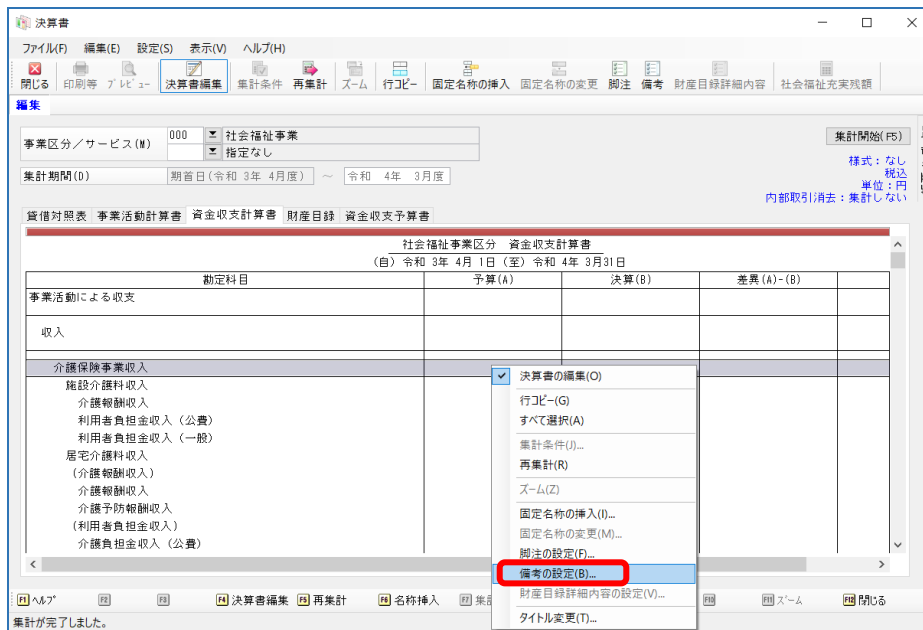 決算書
ファイル(F) 編集(E) 設定(S) 表示(V) ヘルプ(H)
閉じる 印刷等 プレビュー 決算書編集 集計条件 再集計 ズーム 行コピー 固定名称の挿入 固定名称の変更 脚注 備考 財産目録詳細内容 社会福祉充実残額
編集
事業区分/サービス(M) 000 社会福祉事業
指定なし
集計開始(F5)
集計期間(D) 期首日(令和 3年 4月度) ～ 令和 4年 3月度
様式：なし
税込
単位：円
内部取引消去：集計しない
貸借対照表 事業活動計算書 資金収支計算書 財産目録 資金収支予算書
社会福祉事業区分 資金収支計算書
(自) 令和 3年 4月 1日 (至) 令和 4年 3月31日
勘定科目 予算(A) 決算(B) 差異(A)-(B)
事業活動による収支
収入
介護保険事業収入
施設介護料収入
介護報酬収入
利用者負担金収入（公費）
利用者負担金収入（一般）
居宅介護料収入
(介護報酬収入)
介護報酬収入
介護予防報酬収入
(利用者負担金収入)
介護負担金収入（公費）
決算書の編集(O)
行コピー(G)
すべて選択(A)
集計条件(J)...
再集計(R)
ズーム(Z)
固定名称の挿入(I)...
固定名称の変更(M)...
脚注の設定(F)...
備考の設定(B)...
財産目録詳細内容の設定(V)...
タイトル変更(T)...
F1 ヘルプ F2 F3 F4 決算書編集 F5 再集計 F6 名称挿入 F7 集 F10 F11 ズーム F12 閉じる
集計が完了しました。